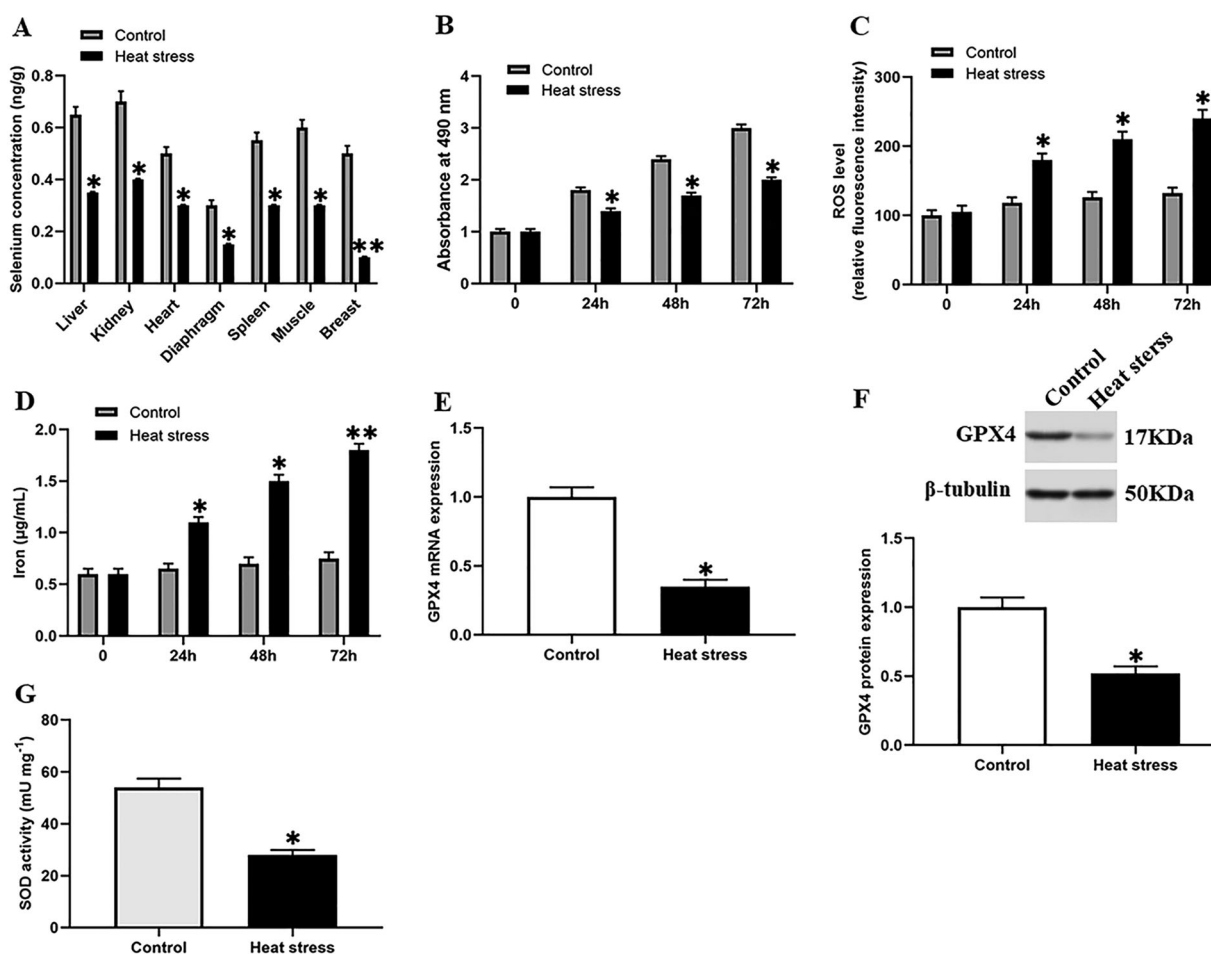 A
Control
Heat stress
Selenium concentration (ng/g)
0.8
0.6
0.4
0.2
0.0
*
*
*
*
*
*
**
Liver
Kidney
Heart
Diaphragm
Spleen
Muscle
Breast
B
Control
Heat stress
Absorbance at 490 nm
4
3
2
1
0
*
*
*
0
24h
48h
72h
C
Control
Heat stress
ROS level
(relative fluorescence intensity)
300
200
100
0
*
*
*
0
24h
48h
72h
D
Control
Heat stress
Iron (μg/mL)
2.0
1.5
1.0
0.5
0.0
*
*
**
0
24h
48h
72h
E
GPX4 mRNA expression
1.5
1.0
0.5
0.0
*
Control
Heat stress
F
Control
Heat sterss
GPX4
17KDa
β-tubulin
50KDa
GPX4 protein expression
1.5
1.0
0.5
0.0
*
Control
Heat stress
G
SOD activity (mU mg⁻¹)
80
60
40
20
0
*
Control
Heat stress